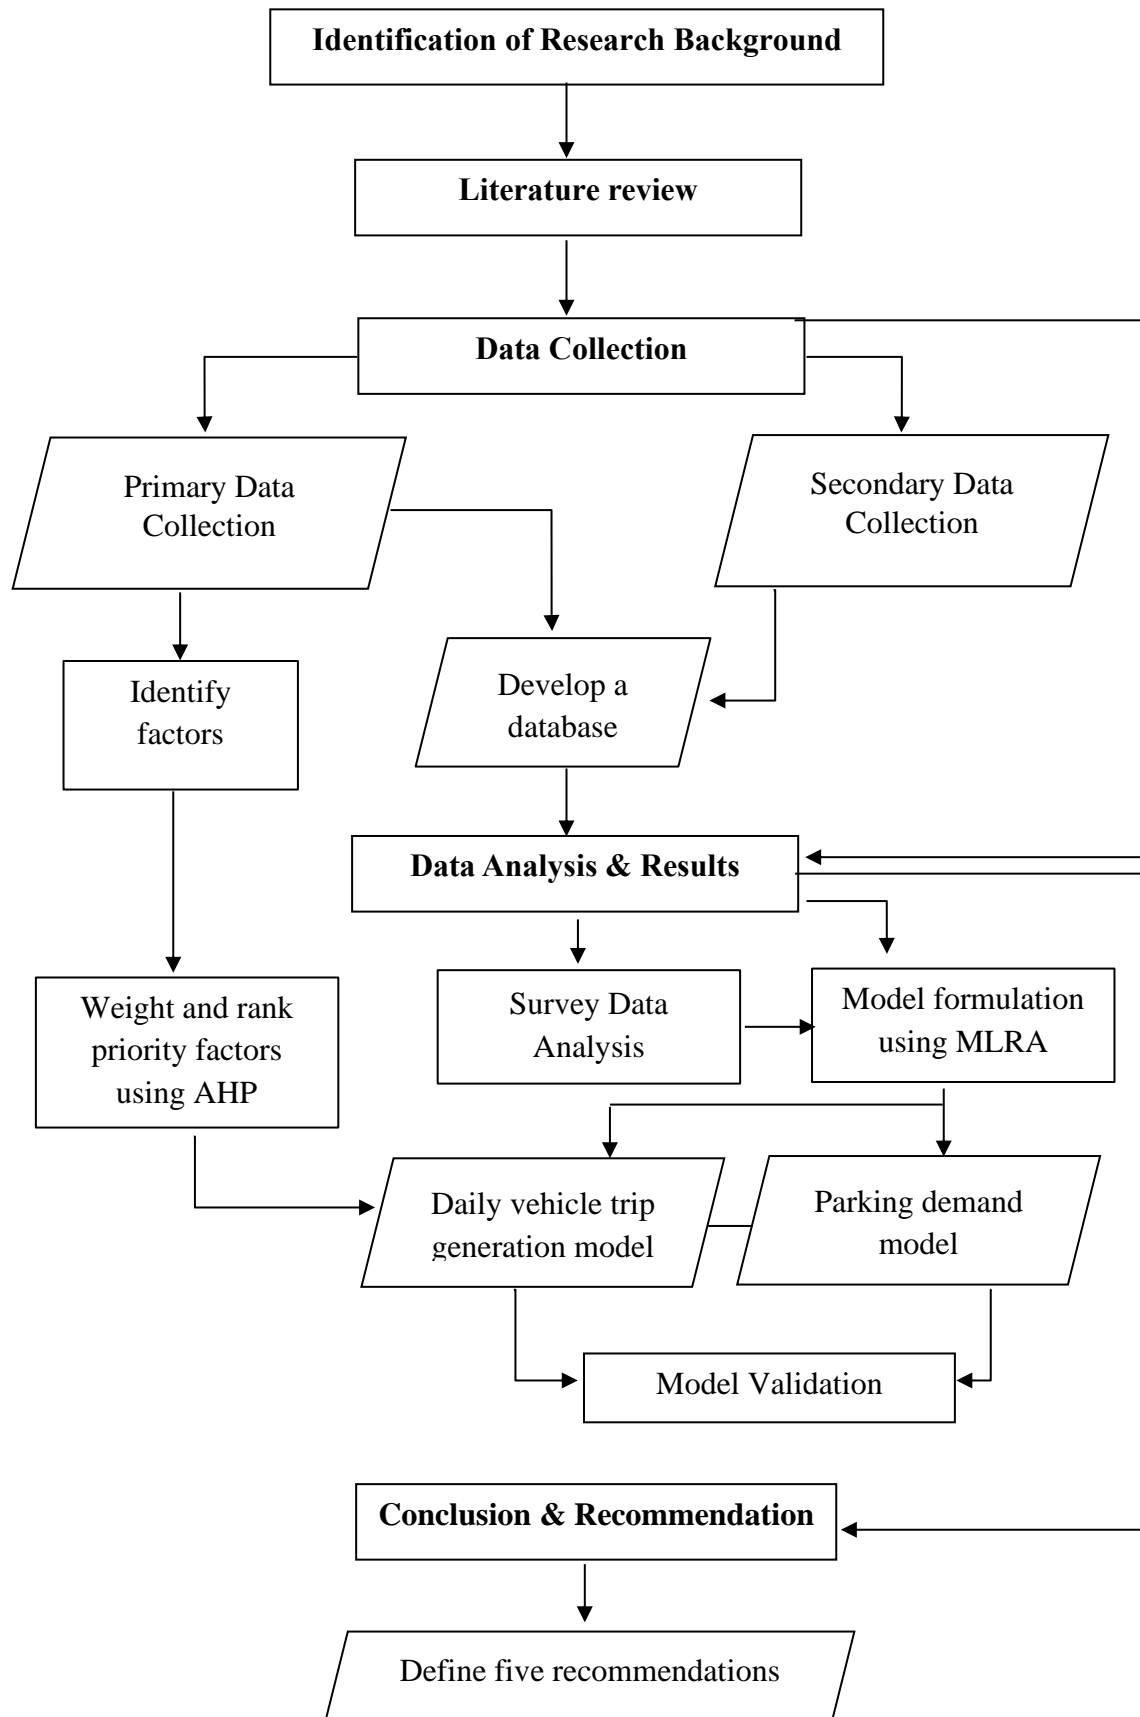 Identification of Research Background
Literature review
Data Collection
Primary Data
Collection
Secondary Data
Collection
Identify
factors
Develop a
database
Data Analysis & Results
Weight and rank
priority factors
using AHP
Survey Data
Analysis
Model formulation
using MLRA
Daily vehicle trip
generation model
Parking demand
model
Model Validation
Conclusion & Recommendation
Define five recommendations